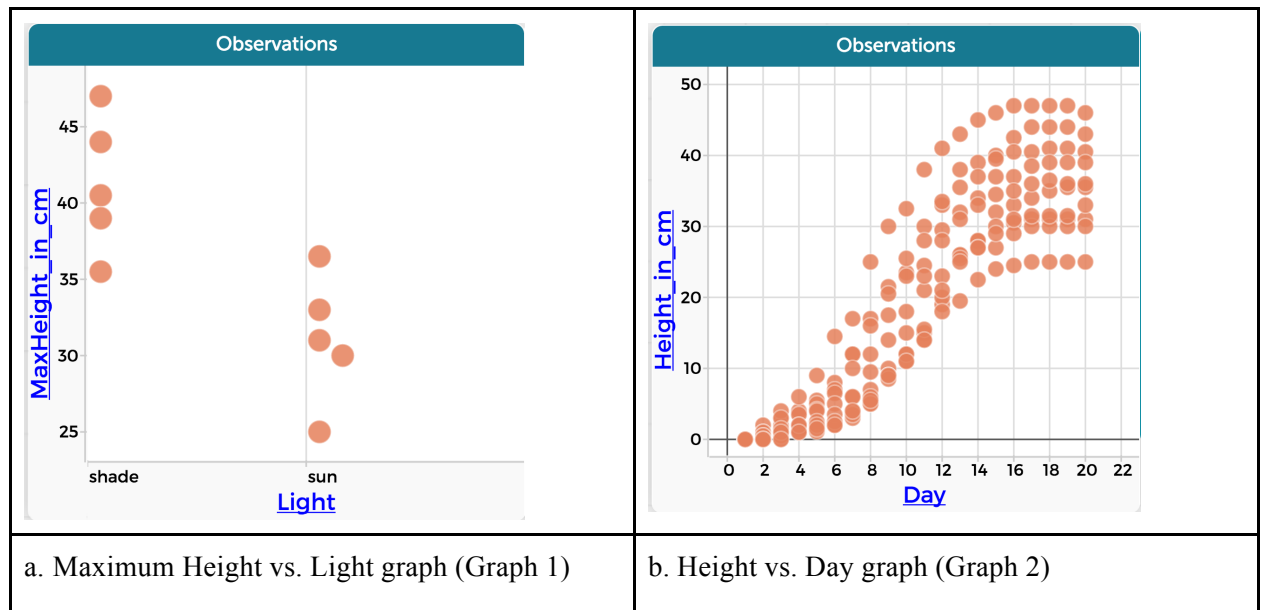 Observations
MaxHeight_in_cm
45
40
35
30
25
shade
sun
Light
a. Maximum Height vs. Light graph (Graph 1)
Observations
Height_in_cm
50
40
30
20
10
0
0 2 4 6 8 10 12 14 16 18 20 22
Day
b. Height vs. Day graph (Graph 2)